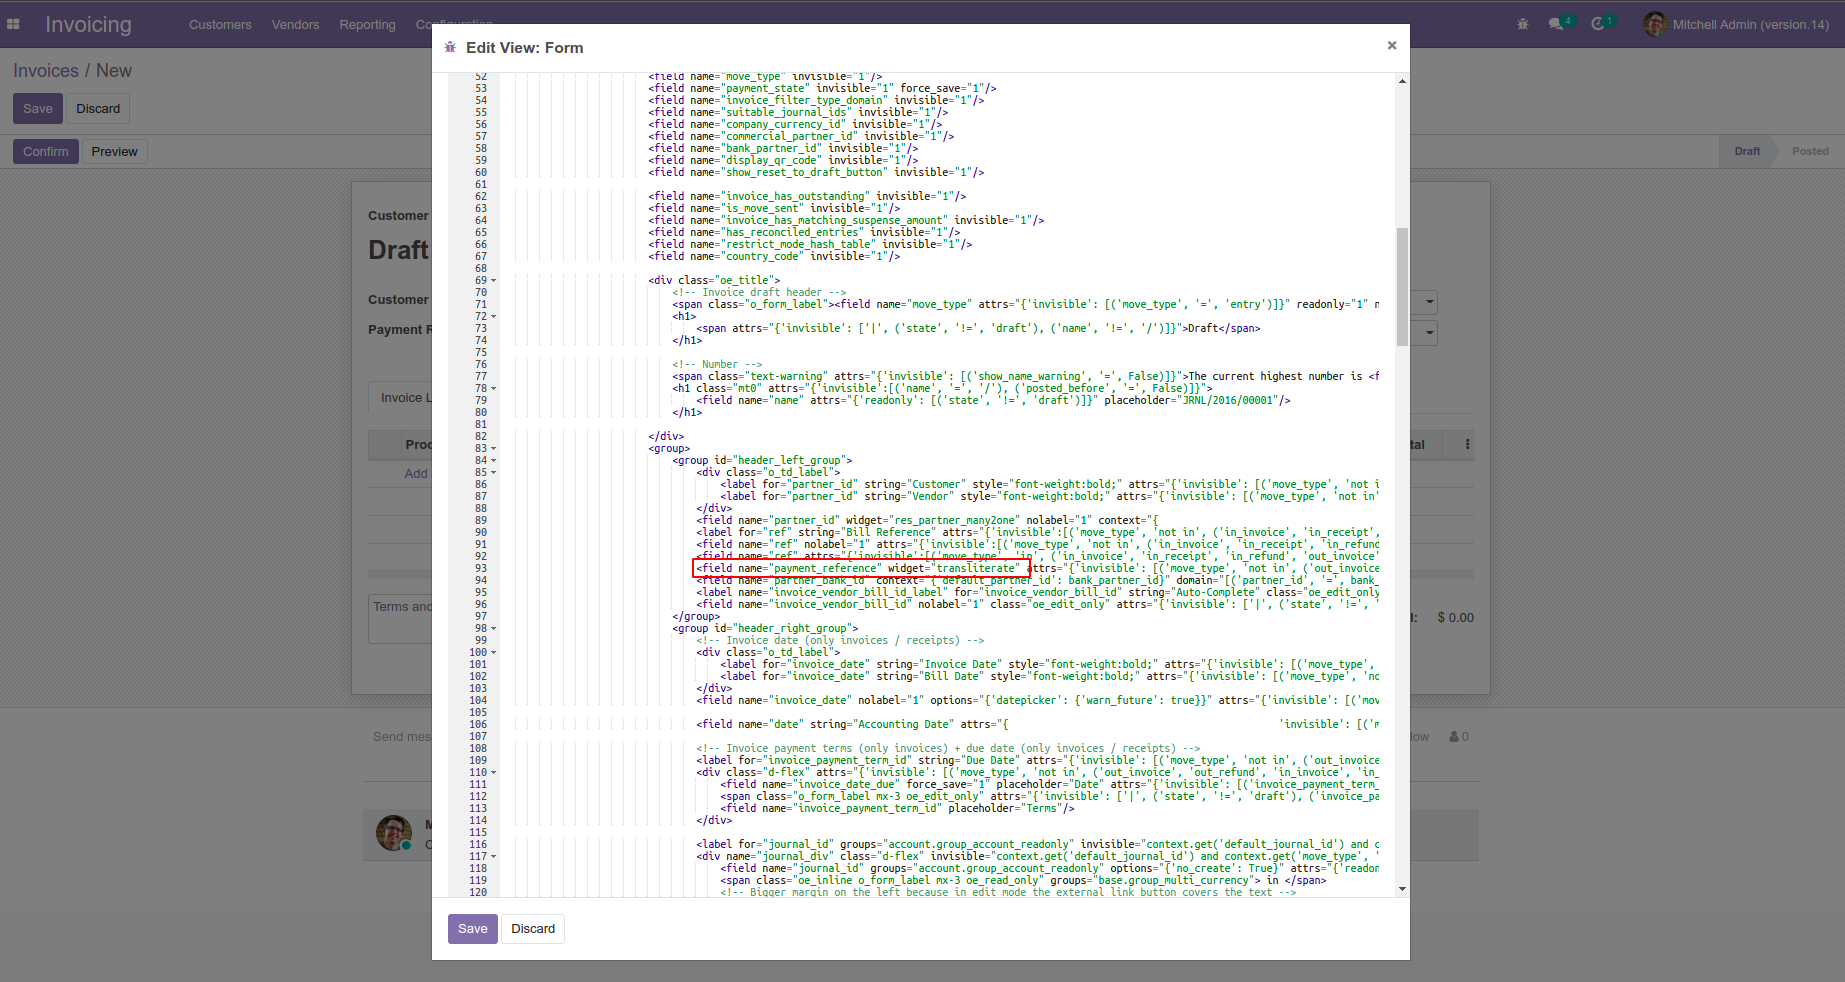 Invoicing
Customers Vendors Reporting Configuration
4 1 Mitchell Admin (version.14)
Invoices / New
Save Discard
Confirm Preview
Draft Posted
Customer
Draft
Customer
Payment R
Invoice L
Proc
tal
Add
Terms and
$ 0.00
Send mes
low 0
Edit View: Form
×
52 <field name="move_type" invisible="1"/>
53 <field name="payment_state" invisible="1" force_save="1"/>
54 <field name="invoice_filter_type_domain" invisible="1"/>
55 <field name="suitable_journal_ids" invisible="1"/>
56 <field name="company_currency_id" invisible="1"/>
57 <field name="commercial_partner_id" invisible="1"/>
58 <field name="bank_partner_id" invisible="1"/>
59 <field name="display_qr_code" invisible="1"/>
60 <field name="show_reset_to_draft_button" invisible="1"/>
61
62 <field name="invoice_has_outstanding" invisible="1"/>
63 <field name="is_move_sent" invisible="1"/>
64 <field name="invoice_has_matching_suspense_amount" invisible="1"/>
65 <field name="has_reconciled_entries" invisible="1"/>
66 <field name="restrict_mode_hash_table" invisible="1"/>
67 <field name="country_code" invisible="1"/>
68
69 <div class="oe_title">
70 <!-- Invoice draft header -->
71 <span class="o_form_label"><field name="move_type" attrs="{'invisible': [('move_type', '=', 'entry')]}" readonly="1" n
72 <h1>
73 <span attrs="{'invisible': ['|', ('state', '!=', 'draft'), ('name', '!=', '/')]}">Draft</span>
74 </h1>
75
76 <!-- Number -->
77 <span class="text-warning" attrs="{'invisible': [('show_name_warning', '=', False)]}">The current highest number is <f
78 <h1 class="mt0" attrs="{'invisible':[('name', '=', '/'), ('posted_before', '=', False)]}">
79 <field name="name" attrs="{'readonly': [('state', '!=', 'draft')]}" placeholder="JRNL/2016/00001"/>
80 </h1>
81
82 </div>
83 <group>
84 <group id="header_left_group">
85 <div class="o_td_label">
86 <label for="partner_id" string="Customer" style="font-weight:bold;" attrs="{'invisible': [('move_type', 'not i
87 <label for="partner_id" string="Vendor" style="font-weight:bold;" attrs="{'invisible': [('move_type', 'not in'
88 </div>
89 <field name="partner_id" widget="res_partner_many2one" nolabel="1" context="{
90 <label for="ref" string="Bill Reference" attrs="{'invisible':[('move_type', 'not in', ('in_invoice', 'in_receipt',
91 <field name="ref" nolabel="1" attrs="{'invisible':[('move_type', 'not in', ('in_invoice', 'in_receipt', 'in_refund
92 <field name="ref" attrs="{'invisible':[('move_type', 'in', ('in_invoice', 'in_receipt', 'in_refund', 'out_invoice'
93 <field name="payment_reference" widget="transliterate" attrs="{'invisible': [('move_type', 'not in', ('out_invoice
94 <field name="partner_bank_id" context="{'default_partner_id': bank_partner_id}" domain="[('partner_id', '=', bank_
95 <label name="invoice_vendor_bill_id_label" for="invoice_vendor_bill_id" string="Auto-Complete" class="oe_edit_only
96 <field name="invoice_vendor_bill_id" nolabel="1" class="oe_edit_only" attrs="{'invisible': ['|', ('state', '!=', '
97 </group>
98 <group id="header_right_group">
99 <!-- Invoice date (only invoices / receipts) -->
100 <div class="o_td_label">
101 <label for="invoice_date" string="Invoice Date" style="font-weight:bold;" attrs="{'invisible': [('move_type',
102 <label for="invoice_date" string="Bill Date" style="font-weight:bold;" attrs="{'invisible': [('move_type', 'no
103 </div>
104 <field name="invoice_date" nolabel="1" options="{'datepicker': {'warn_future': true}}" attrs="{'invisible': [('mov
105
106 <field name="date" string="Accounting Date" attrs="{ 'invisible': [('m
107
108 <!-- Invoice payment terms (only invoices) + due date (only invoices / receipts) -->
109 <label for="invoice_payment_term_id" string="Due Date" attrs="{'invisible': [('move_type', 'not in', ('out_invoice
110 <div class="d-flex" attrs="{'invisible': [('move_type', 'not in', ('out_invoice', 'out_refund', 'in_invoice', 'in_
111 <field name="invoice_date_due" force_save="1" placeholder="Date" attrs="{'invisible': [('invoice_payment_term_
112 <span class="o_form_label mx-3 oe_edit_only" attrs="{'invisible': ['|', ('state', '!=', 'draft'), ('invoice_pa
113 <field name="invoice_payment_term_id" placeholder="Terms"/>
114 </div>
115
116 <label for="journal_id" groups="account.group_account_readonly" invisible="context.get('default_journal_id') and c
117 <div name="journal_div" class="d-flex" invisible="context.get('default_journal_id') and context.get('move_type', '
118 <field name="journal_id" groups="account.group_account_readonly" options="{'no_create': True}" attrs="{'readon
119 <span class="oe_inline o_form_label mx-3 oe_read_only" groups="base.group_multi_currency"> in </span>
120 <!-- Bigger margin on the left because in edit mode the external link button covers the text -->
Save Discard